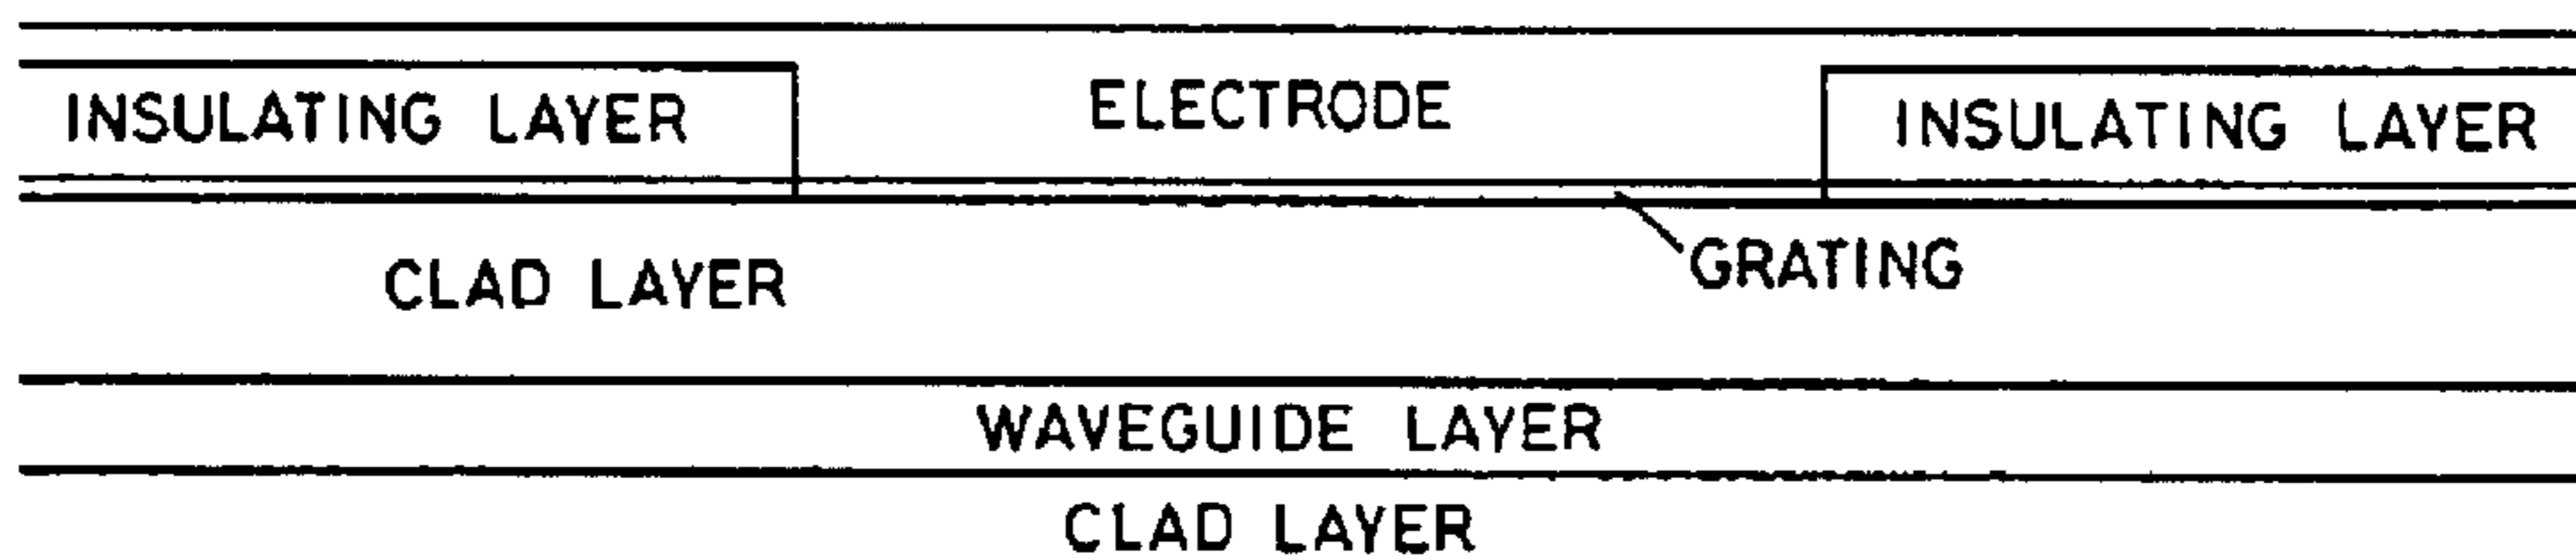 INSULATING LAYER
ELECTRODE
INSULATING LAYER
GRATING
CLAD LAYER
WAVEGUIDE LAYER
CLAD LAYER